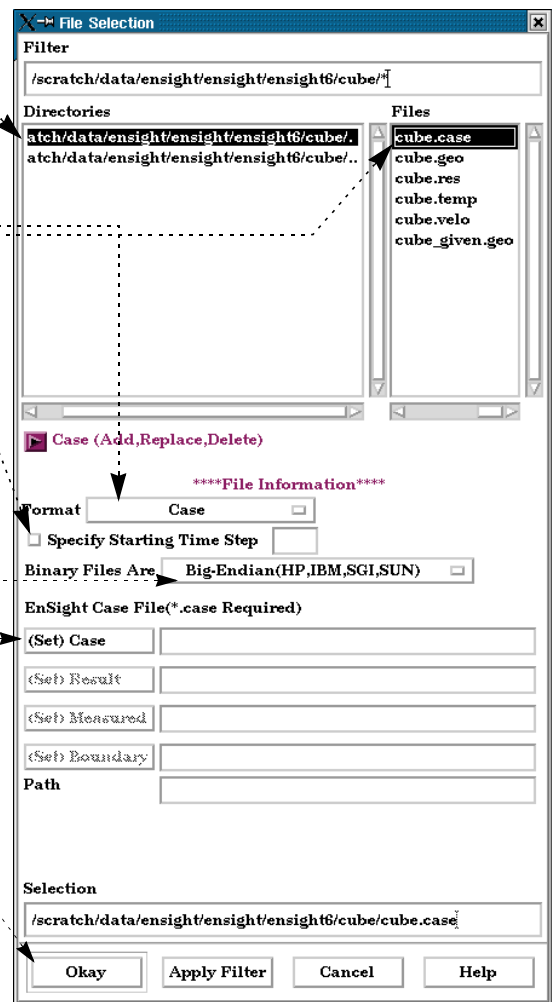 File Selection
Filter
/scratch/data/ensight/ensight/ensight6/cube/*
Directories
Files
atch/data/ensight/ensight/ensight6/cube/.
atch/data/ensight/ensight/ensight6/cube/..
cube.case
cube.geo
cube.res
cube.temp
cube.velo
cube_given.geo
Case (Add,Replace,Delete)
****File Information****
Format Case
Specify Starting Time Step
Binary Files Are Big-Endian(HP,IBM,SGI,SUN)
EnSight Case File(*.case Required)
(Set) Case
(Set) Result
(Set) Measured
(Set) Boundary
Path
Selection
/scratch/data/ensight/ensight/ensight6/cube/cube.case
Okay Apply Filter Cancel Help